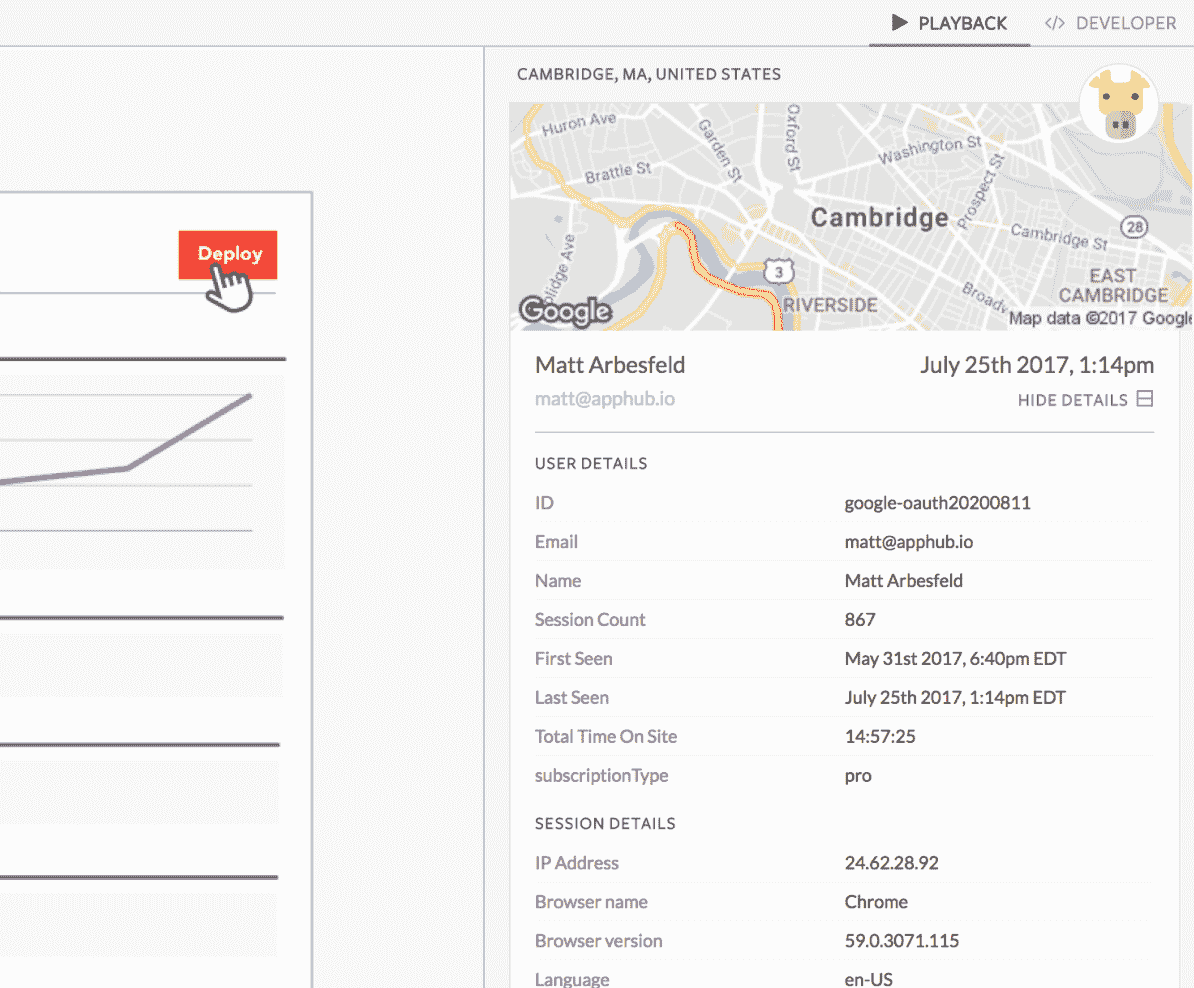 PLAYBACK </> DEVELOPER
CAMBRIDGE, MA, UNITED STATES
Huron Ave
Garden St
Oxford St
Washington St
Brattle St
Prospect St
Cambridge
28
Cambridge St
olidge Ave
3
EAST
CAMBRIDGE
RIVERSIDE
Broadw
Google
Map data ©2017 Google
Deploy
Matt Arbesfeld July 25th 2017, 1:14pm
matt@apphub.io HIDE DETAILS
USER DETAILS
ID google-oauth20200811
Email matt@apphub.io
Name Matt Arbesfeld
Session Count 867
First Seen May 31st 2017, 6:40pm EDT
Last Seen July 25th 2017, 1:14pm EDT
Total Time On Site 14:57:25
subscriptionType pro
SESSION DETAILS
IP Address 24.62.28.92
Browser name Chrome
Browser version 59.0.3071.115
Language en-US